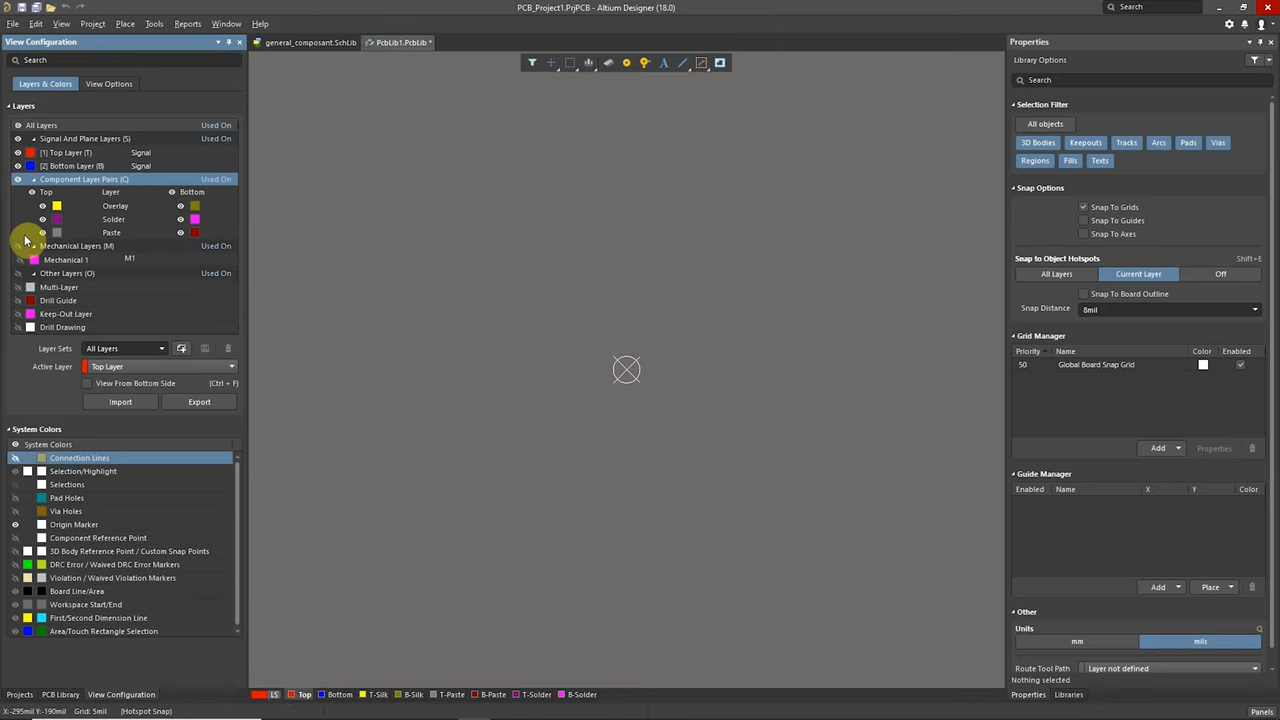 PCB_Project1.PrjPCB - Altium Designer (18.0)
Search
File Edit View Project Place Tools Reports Window Help
View Configuration
general_composant.SchLib
PcbLib1.PcbLib *
Properties
Search
Library Options
Layers & Colors
View Options
Search
Layers
Selection Filter
All Layers Used On
All objects
Signal And Plane Layers (S) Used On
3D Bodies Keepouts Tracks Arcs Pads Vias
[1] Top Layer (T) Signal
Regions Fills Texts
[2] Bottom Layer (B) Signal
Component Layer Pairs (C) Used On
Snap Options
Top Layer Bottom
Overlay
Snap To Grids
Solder
Snap To Guides
Paste
Snap To Axes
Mechanical Layers (M) Used On
Mechanical 1 M1
Snap to Object Hotspots Shift+E
Other Layers (O) Used On
All Layers Current Layer Off
Multi-Layer
Snap To Board Outline
Drill Guide
Snap Distance 8mil
Keep-Out Layer
Drill Drawing
Grid Manager
Layer Sets All Layers
Priority Name Color Enabled
Active Layer Top Layer
50 Global Board Snap Grid
View From Bottom Side (Ctrl + F)
Import Export
System Colors
System Colors
Add Properties
Connection Lines
Selection/Highlight
Guide Manager
Selections
Enabled Name X Y Color
Pad Holes
Via Holes
Origin Marker
Component Reference Point
3D Body Reference Point / Custom Snap Points
DRC Error / Waived DRC Error Markers
Violation / Waived Violation Markers
Add Place
Board Line/Area
Workspace Start/End
Other
First/Second Dimension Line
Units
Area/Touch Rectangle Selection
mm mils
Route Tool Path Layer not defined
Nothing selected
Projects PCB Library View Configuration
LS Top Bottom T-Silk B-Silk T-Paste B-Paste T-Solder B-Solder
Properties Libraries
X:-295mil Y:-190mil Grid: 5mil (Hotspot Snap)
Panels